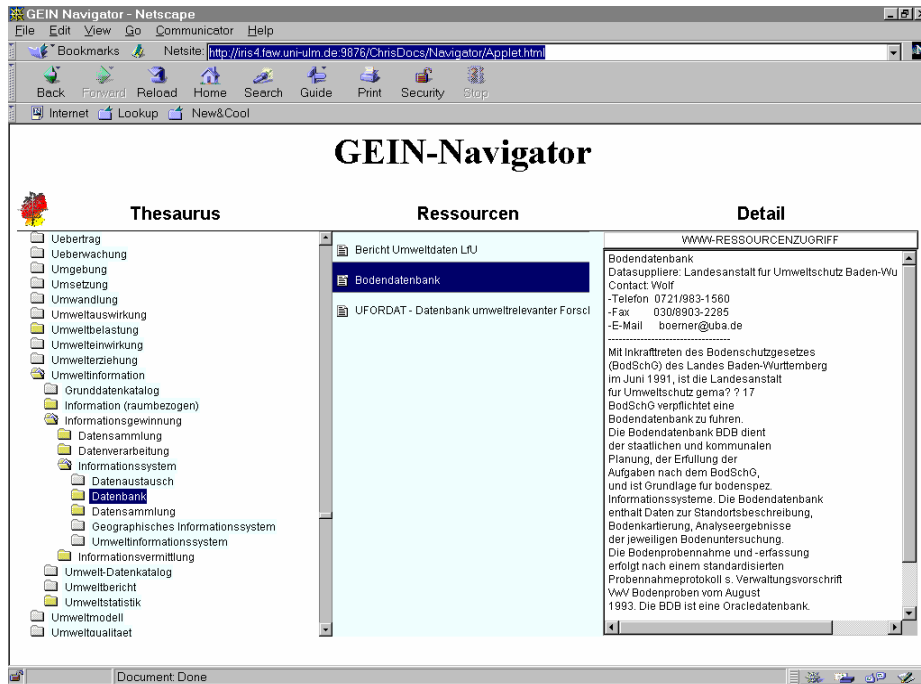 GEIN Navigator - Netscape
File Edit View Go Communicator Help
Bookmarks Netsite: http://iris4.faw.uni-ulm.de:9876/ChrisDocs/Navigator/Applet.html
Back Forward Reload Home Search Guide Print Security Stop
Internet Lookup New&Cool
GEIN-Navigator
Thesaurus
Uebertrag
Ueberwachung
Umgebung
Umsetzung
Umwandlung
Umweltauswirkung
Umweltbelastung
Umwelteinwirkung
Umwelterziehung
Umweltinformation
Grunddatenkatalog
Information (raumbezogen)
Informationsgewinnung
Datensammlung
Datenverarbeitung
Informationssystem
Datenaustausch
Datenbank
Datensammlung
Geographisches Informationssystem
Umweltinformationssystem
Informationsvermittlung
Umwelt-Datenkatalog
Umweltbericht
Umweltstatistik
Umweltmodell
Umweltqualitaet
Ressourcen
Bericht Umweltdaten LfU
Bodendatenbank
UFORDAT - Datenbank umweltrelevanter Forscl
Detail
WWW-RESSOURCENZUGRIFF
Bodendatenbank
Datasuppliere: Landesanstalt fur Umweltschutz Baden-Wu
Contact: Wolf
-Telefon 0721/983-1560
-Fax 030/8903-2285
-E-Mail boerner@uba.de
--------------------------------
Mit Inkrafttreten des Bodenschutzgesetzes
(BodSchG) des Landes Baden-Wurttemberg
im Juni 1991, ist die Landesanstalt
fur Umweltschutz gema? ? 17
BodSchG verpflichtet eine
Bodendatenbank zu fuhren.
Die Bodendatenbank BDB dient
der staatlichen und kommunalen
Planung, der Erfullung der
Aufgaben nach dem BodSchG,
und ist Grundlage fur bodenspez.
Informationssysteme. Die Bodendatenbank
enthalt Daten zur Standortsbeschreibung,
Bodenkartierung, Analyseergebnisse
der jeweiligen Bodenuntersuchung.
Die Bodenprobennahme und -erfassung
erfolgt nach einem standardisierten
Probennahmeprotokoll s. Verwaltungsvorschrift
VwV Bodenproben vom August
1993. Die BDB ist eine Oracledatenbank.
Document: Done